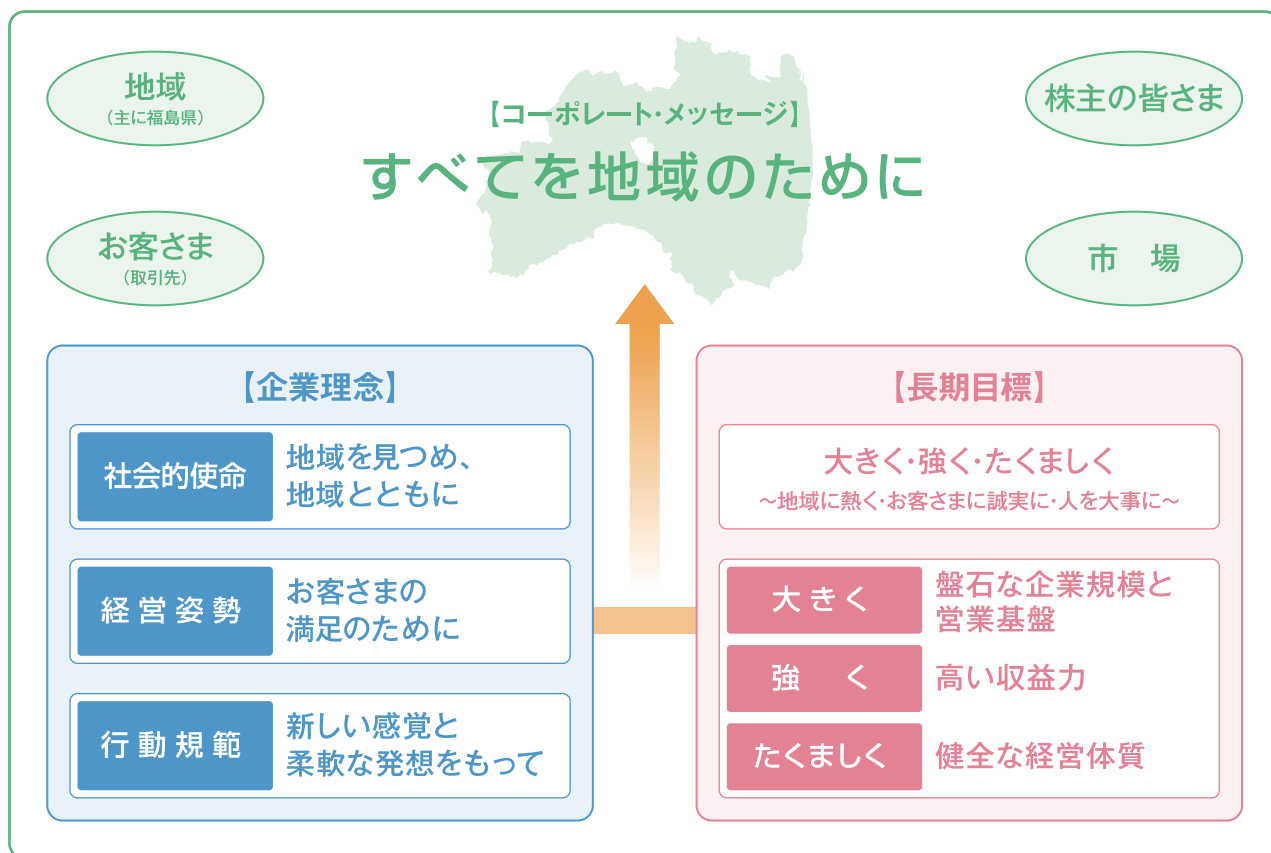 地域
（主に福島県）
お客さま
（取引先）
【コーポレート・メッセージ】
すべてを地域のために
株主の皆さま
市　場
【企業理念】
社会的使命
地域を見つめ、
地域とともに
経営姿勢
お客さまの
満足のために
行動規範
新しい感覚と
柔軟な発想をもって
【長期目標】
大きく・強く・たくましく
～地域に熱く・お客さまに誠実に・人を大事に～
大きく
盤石な企業規模と
営業基盤
強　く
高い収益力
たくましく
健全な経営体質